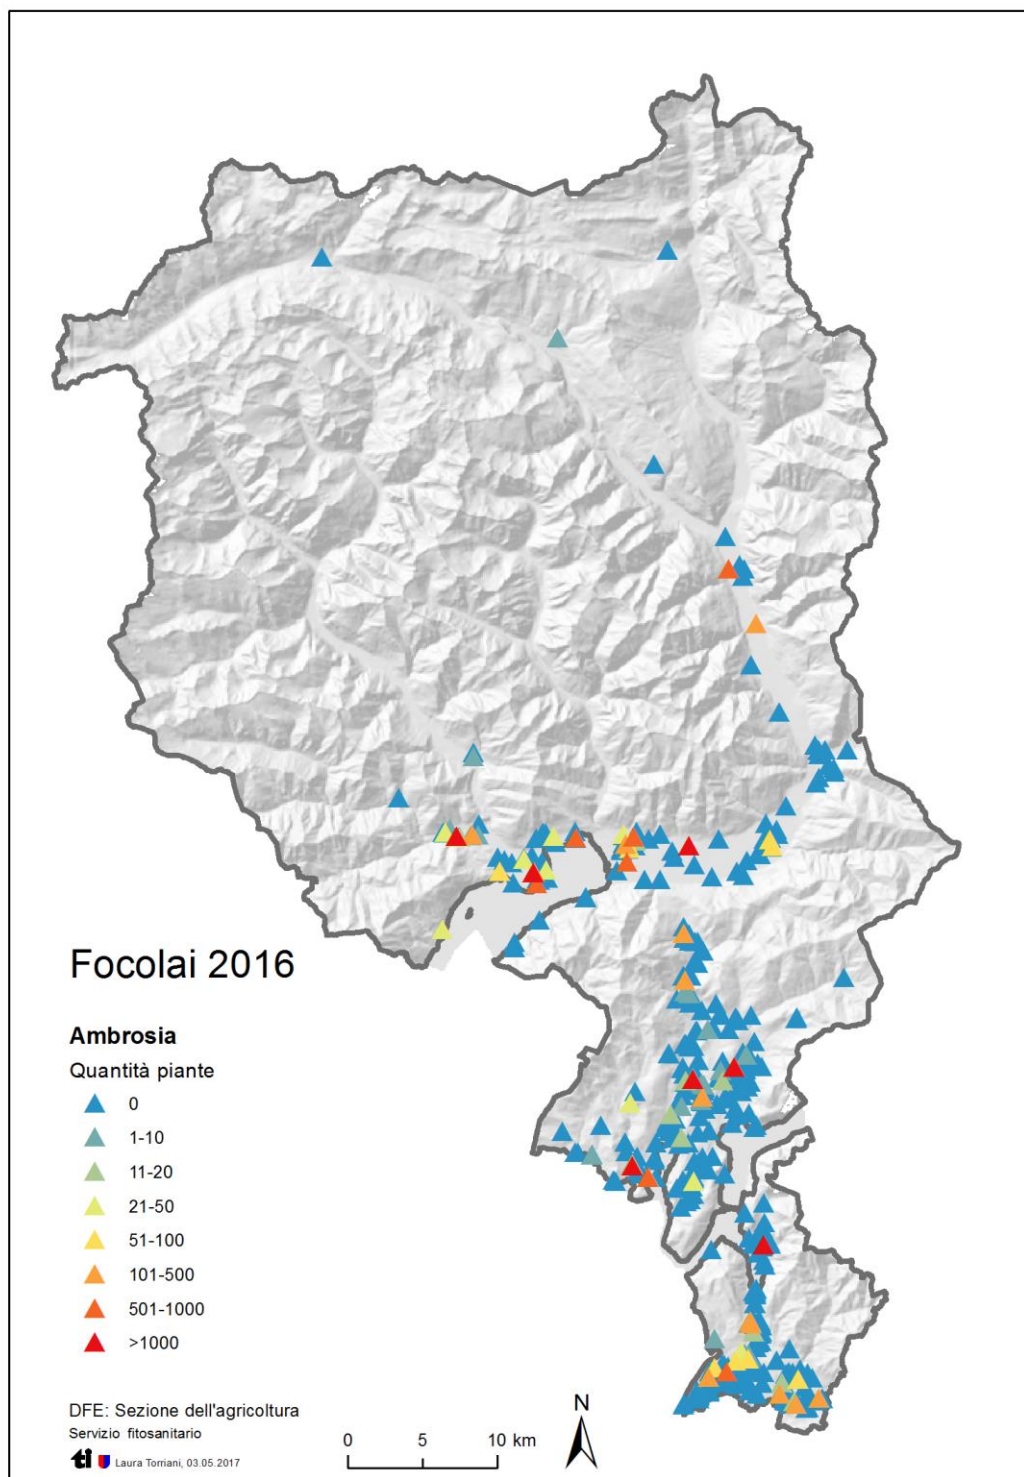 Focolai 2016
Ambrosia
Quantità piante
0
1-10
11-20
21-50
51-100
101-500
501-1000
>1000
DFE: Sezione dell'agricoltura
Servizio fitosanitario
ti Laura Torriani, 03.05.2017
0 5 10 km
N